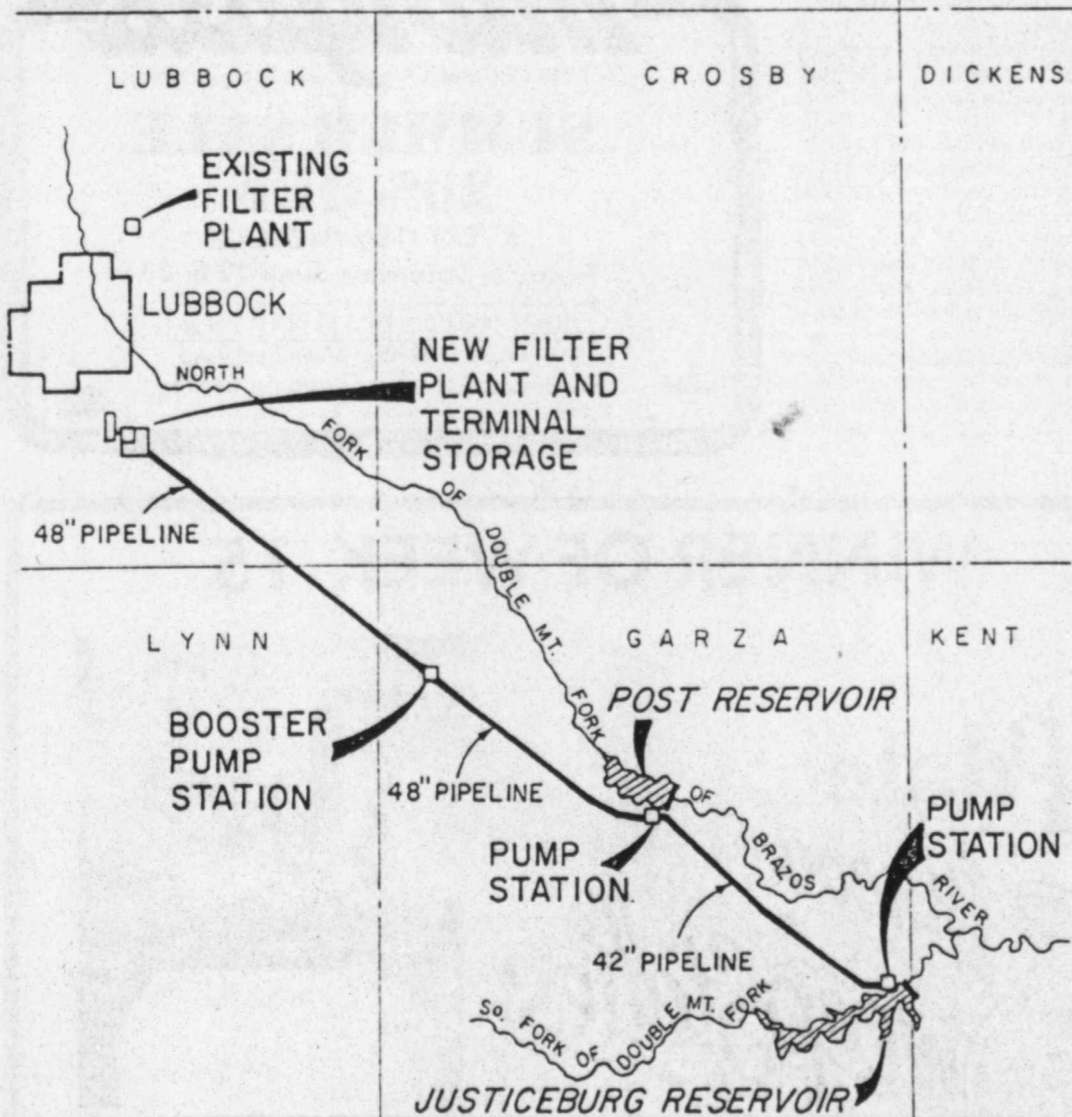 LUBBOCK
CROSBY
DICKENS
EXISTING
FILTER
PLANT
LUBBOCK
NEW FILTER
PLANT AND
TERMINAL
STORAGE
NORTH FORK OF DOUBLE MT. FORK OF BRAZOS RIVER
48" PIPELINE
LYNN
GARZA
KENT
POST RESERVOIR
BOOSTER
PUMP
STATION
48" PIPELINE
PUMP
STATION
PUMP
STATION
42" PIPELINE
So. FORK OF DOUBLE MT. FORK
JUSTICEBURG RESERVOIR